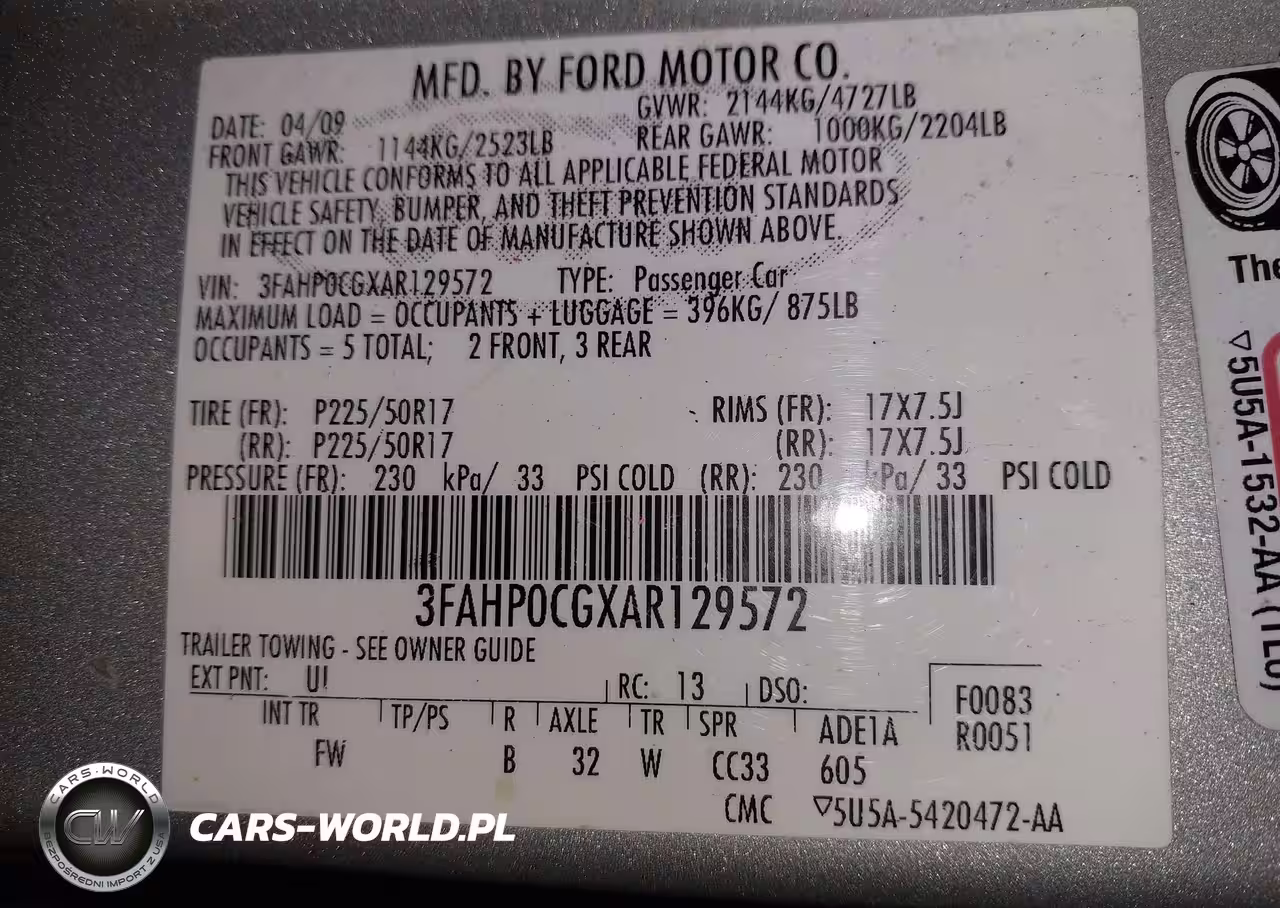 MFD. BY FORD MOTOR CO.
DATE: 04/09 GVWR: 2144KG/4727LB
FRONT GAWR: 1144KG/2523LB REAR GAWR: 1000KG/2204LB
THIS VEHICLE CONFORMS TO ALL APPLICABLE FEDERAL MOTOR
VEHICLE SAFETY, BUMPER, AND THEFT PREVENTION STANDARDS
IN EFFECT ON THE DATE OF MANUFACTURE SHOWN ABOVE.
VIN: 3FAHP0CGXAR129572 TYPE: Passenger Car
MAXIMUM LOAD = OCCUPANTS + LUGGAGE = 396KG/ 875LB
OCCUPANTS = 5 TOTAL; 2 FRONT, 3 REAR
TIRE (FR): P225/50R17 RIMS (FR): 17X7.5J
(RR): P225/50R17 (RR): 17X7.5J
PRESSURE (FR): 230 kPa/ 33 PSI COLD (RR): 230 kPa/ 33 PSI COLD
3FAHP0CGXAR129572
TRAILER TOWING - SEE OWNER GUIDE
EXT PNT: UI RC: 13 DSO: F0083
INT TR TP/PS R AXLE TR SPR ADE1A R0051
FW B 32 W CC33 605
CMC ▽5U5A-5420472-AA
The
▽5U5A-1532-AA
CARS-WORLD
CW
BEZPOŚREDNI IMPORT Z USA
CARS-WORLD.PL